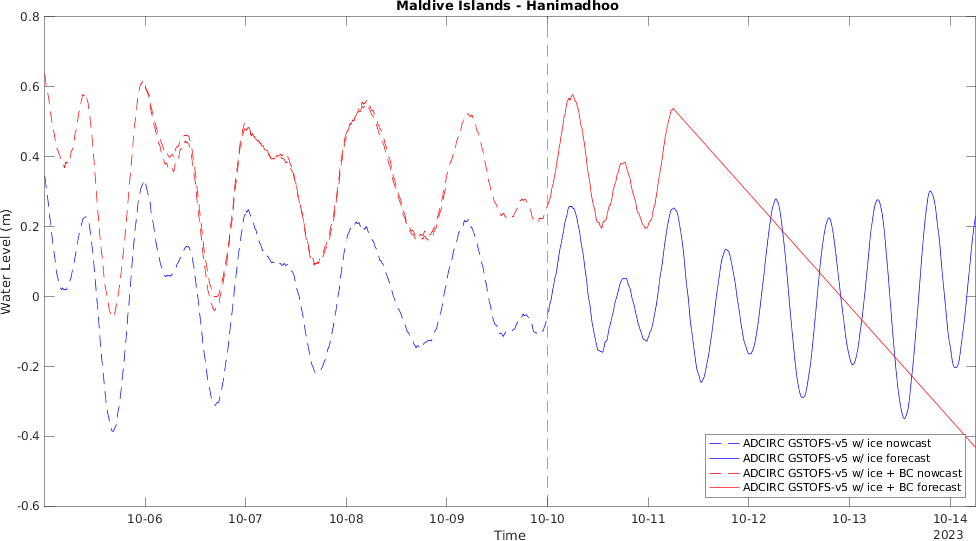 Maldive Islands - Hanimadhoo
0.8
0.6
0.4
0.2
0
-0.2
-0.4
-0.6
Water Level (m)
ADCIRC GSTOFS-v5 w/ ice nowcast
ADCIRC GSTOFS-v5 w/ ice forecast
ADCIRC GSTOFS-v5 w/ ice + BC nowcast
ADCIRC GSTOFS-v5 w/ ice + BC forecast
10-06 10-07 10-08 10-09 10-10 10-11 10-12 10-13 10-14
Time 2023